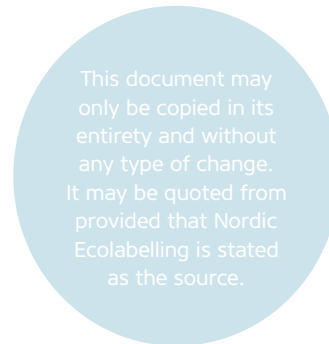 This document may
only be copied in its
entirety and without
any type of change.
It may be quoted from
provided that Nordic
Ecolabelling is stated
as the source.